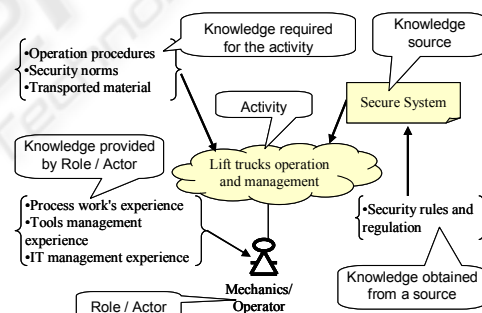 Knowledge required
for the activity
Knowledge
source
•Operation procedures
•Security norms
•Transported material
Activity
Secure System
Knowledge provided
by Role / Actor
Lift trucks operation
and management
•Process work's experience
•Tools management
experience
•IT management experience
•Security rules and
regulation
Mechanics/
Operator
Role / Actor
Knowledge obtained
from a source